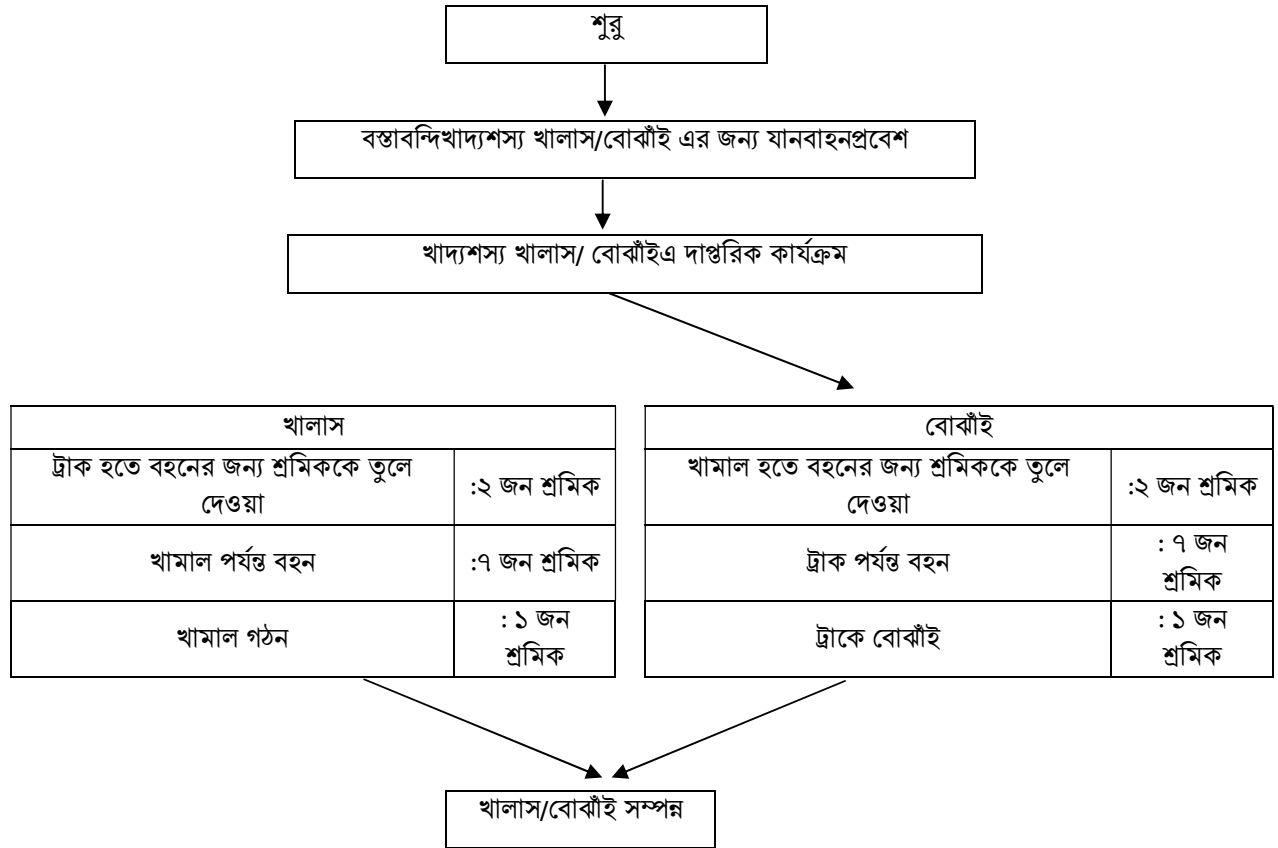 শুরু
বস্তাবন্দিখাদ্যশস্য খালাস/বোঝাঁই এর জন্য যানবাহনপ্রবেশ
খাদ্যশস্য খালাস/ বোঝাঁইএ দাপ্তরিক কার্যক্রম
খালাস
ট্রাক হতে বহনের জন্য শ্রমিককে তুলে
দেওয়া
:২ জন শ্রমিক
খামাল পর্যন্ত বহন
:৭ জন শ্রমিক
খামাল গঠন
: ১ জন
শ্রমিক
বোঝাঁই
খামাল হতে বহনের জন্য শ্রমিককে তুলে
দেওয়া
:২ জন শ্রমিক
ট্রাক পর্যন্ত বহন
: ৭ জন
শ্রমিক
ট্রাকে বোঝাঁই
: ১ জন
শ্রমিক
খালাস/বোঝাঁই সম্পন্ন